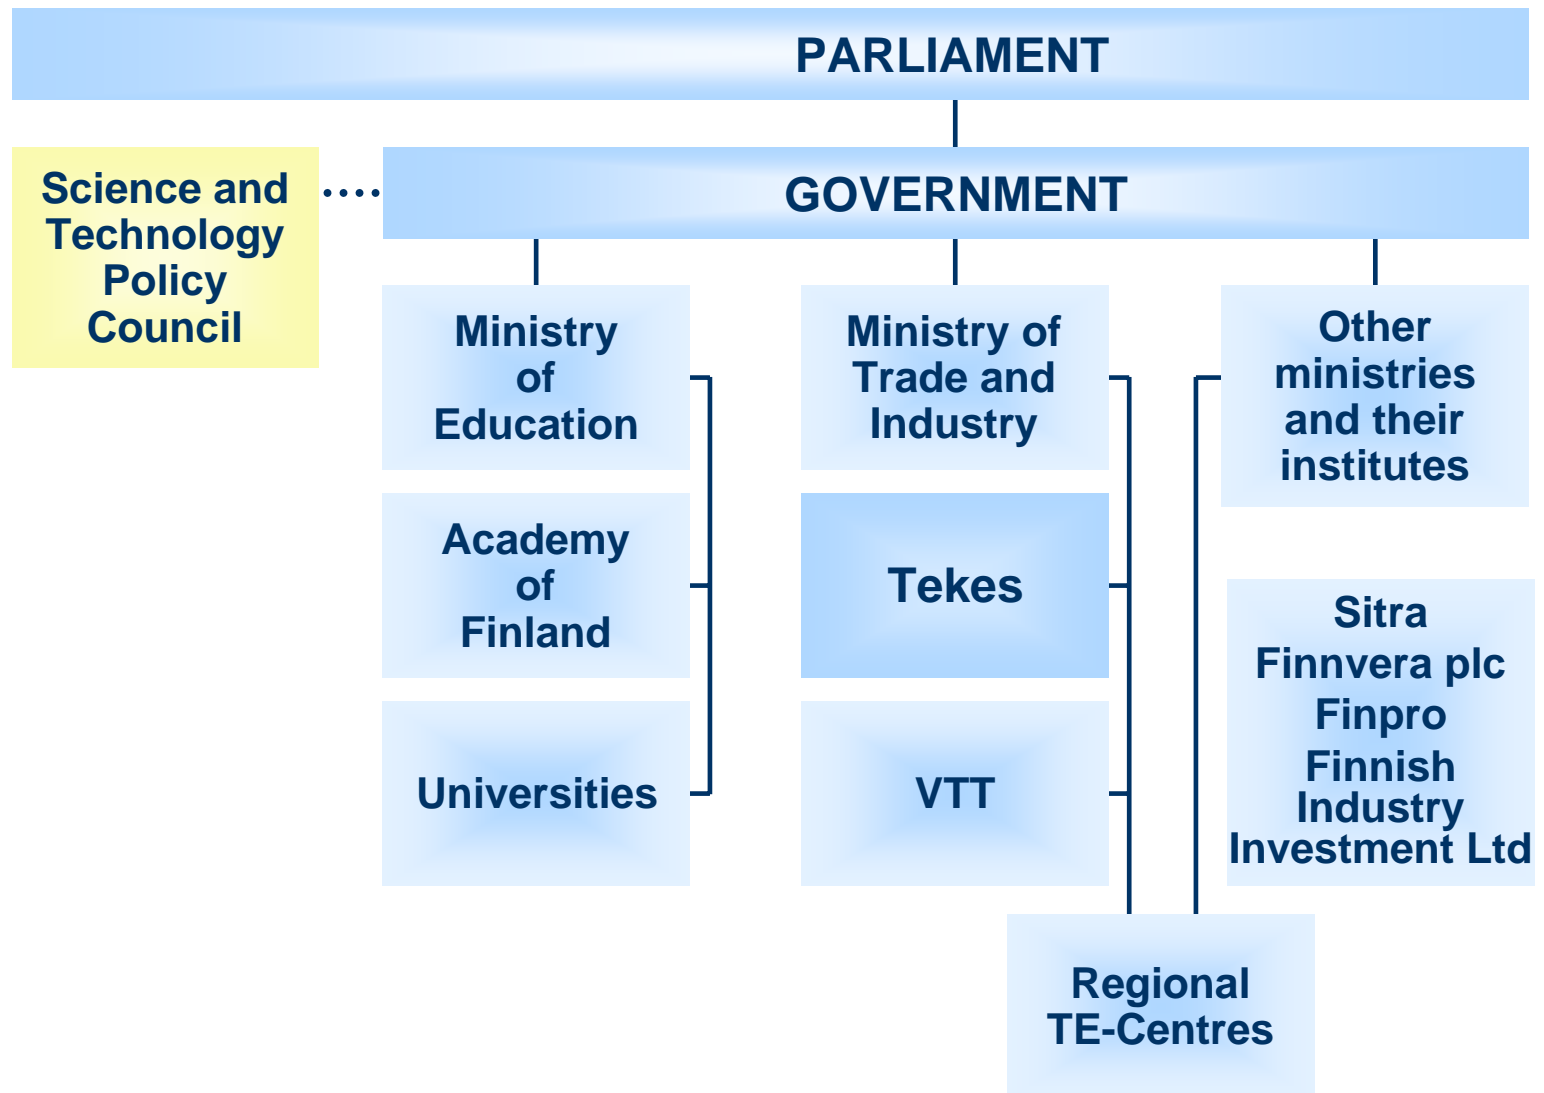 PARLIAMENT
Science and
Technology
Policy
Council
GOVERNMENT
Ministry
of
Education
Ministry of
Trade and
Industry
Other
ministries
and their
institutes
Academy
of
Finland
Tekes
Sitra
Finnvera plc
Finpro
Finnish
Industry
Investment Ltd
Universities
VTT
Regional
TE-Centres